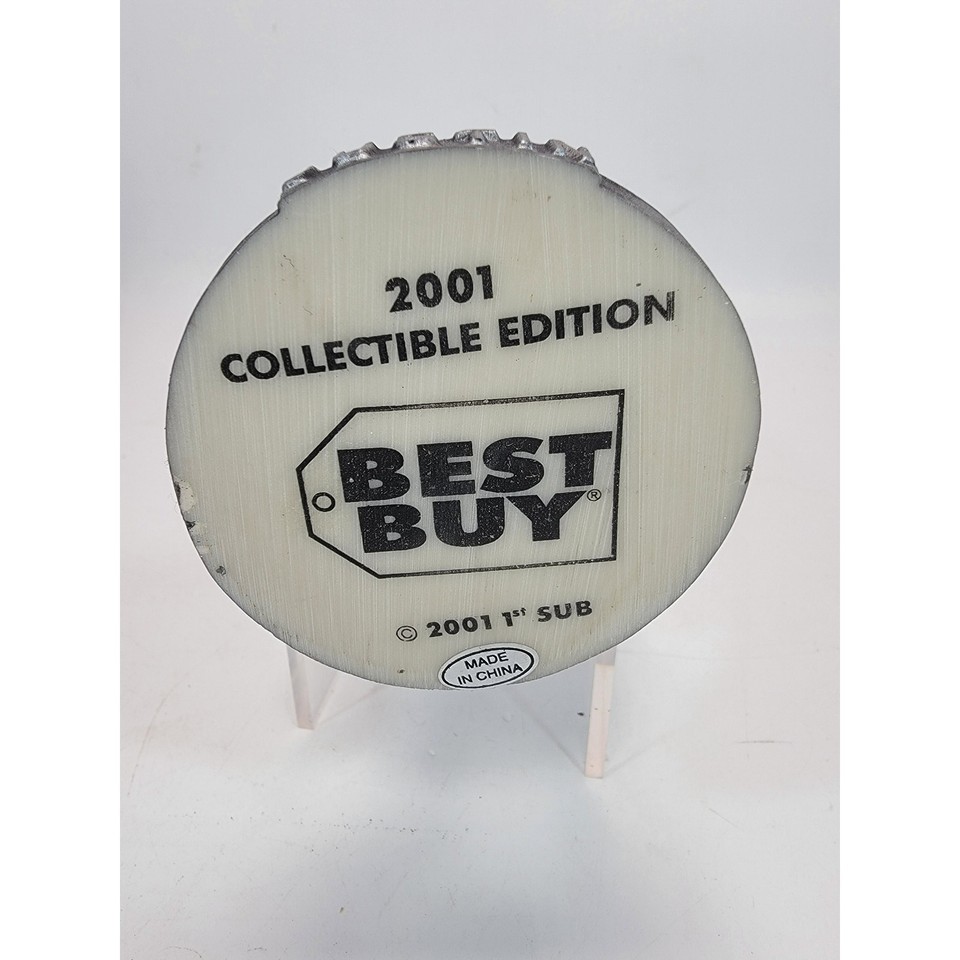 2001
COLLECTIBLE EDITION
BEST
BUY®
© 2001 1st SUB
MADE
IN CHINA